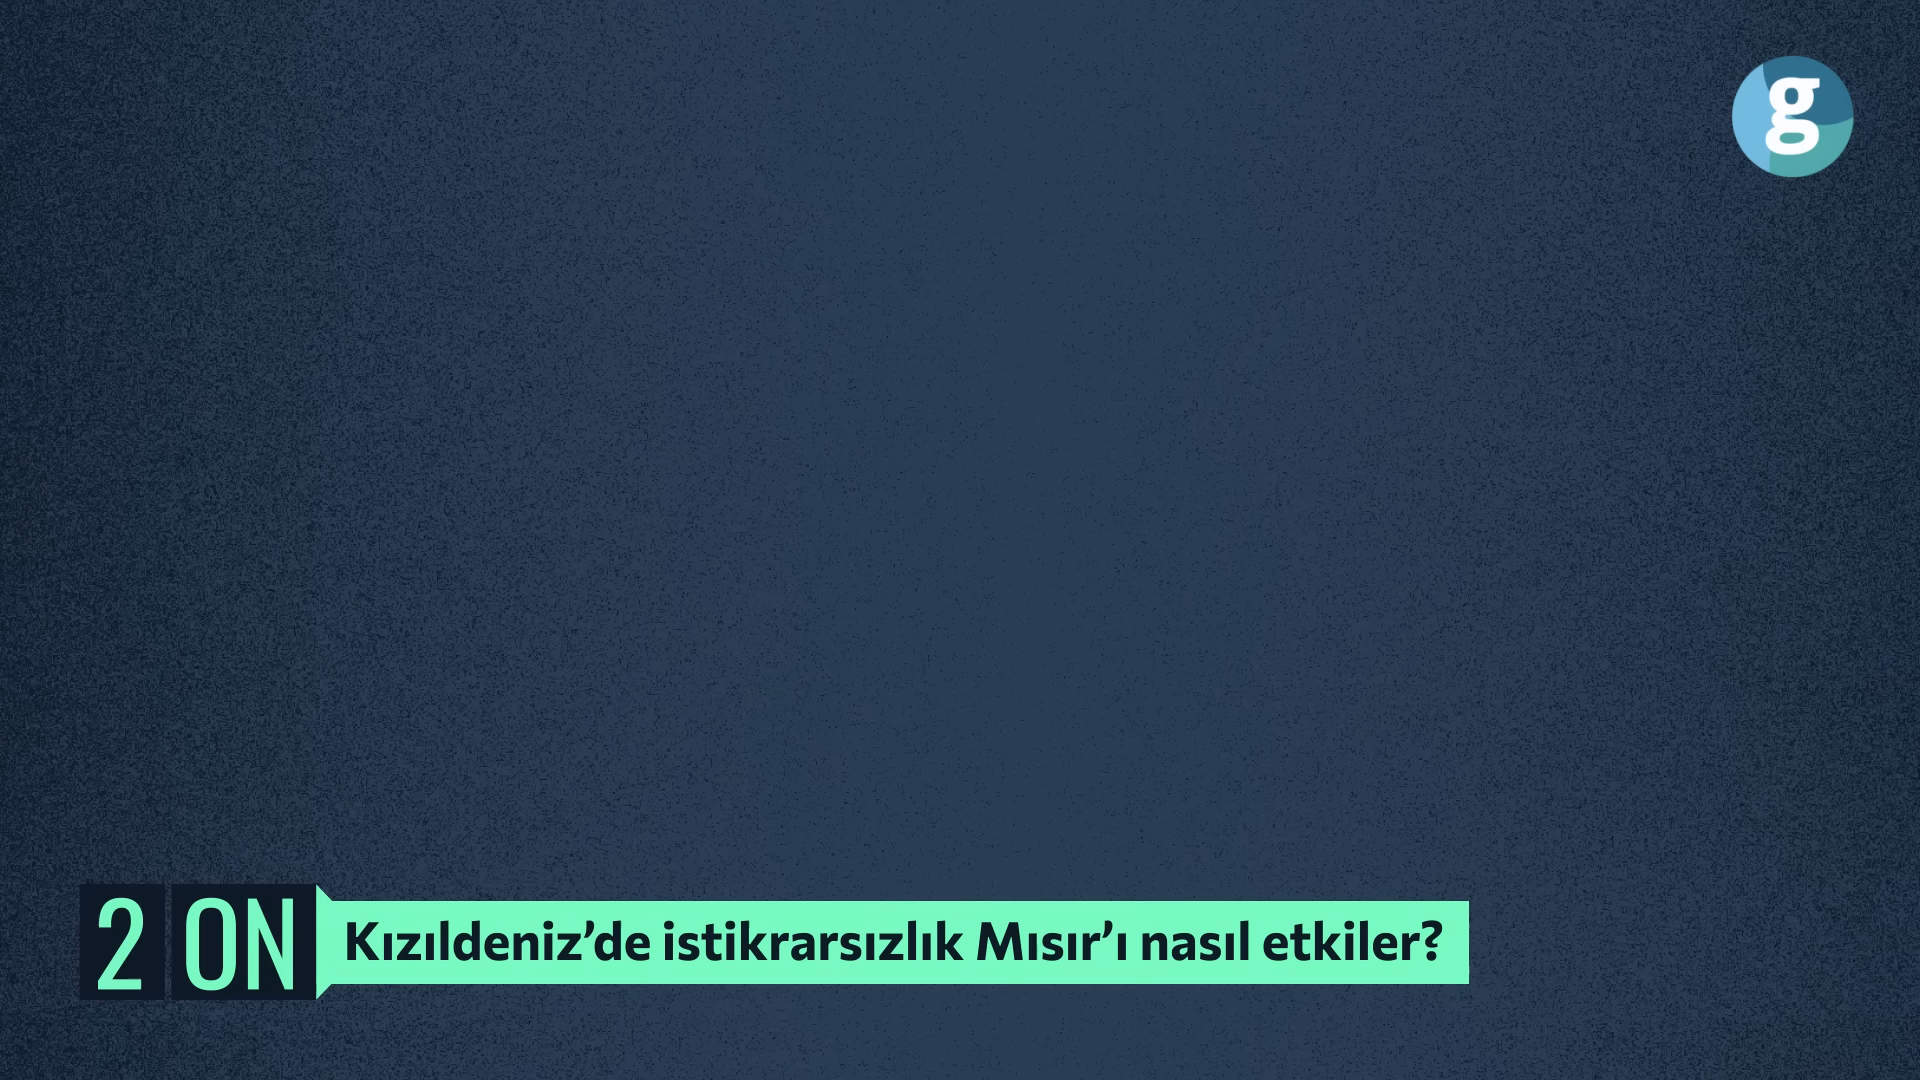 g
2 ON Kızıldeniz’de istikrarsızlık Mısır’ı nasıl etkiler?